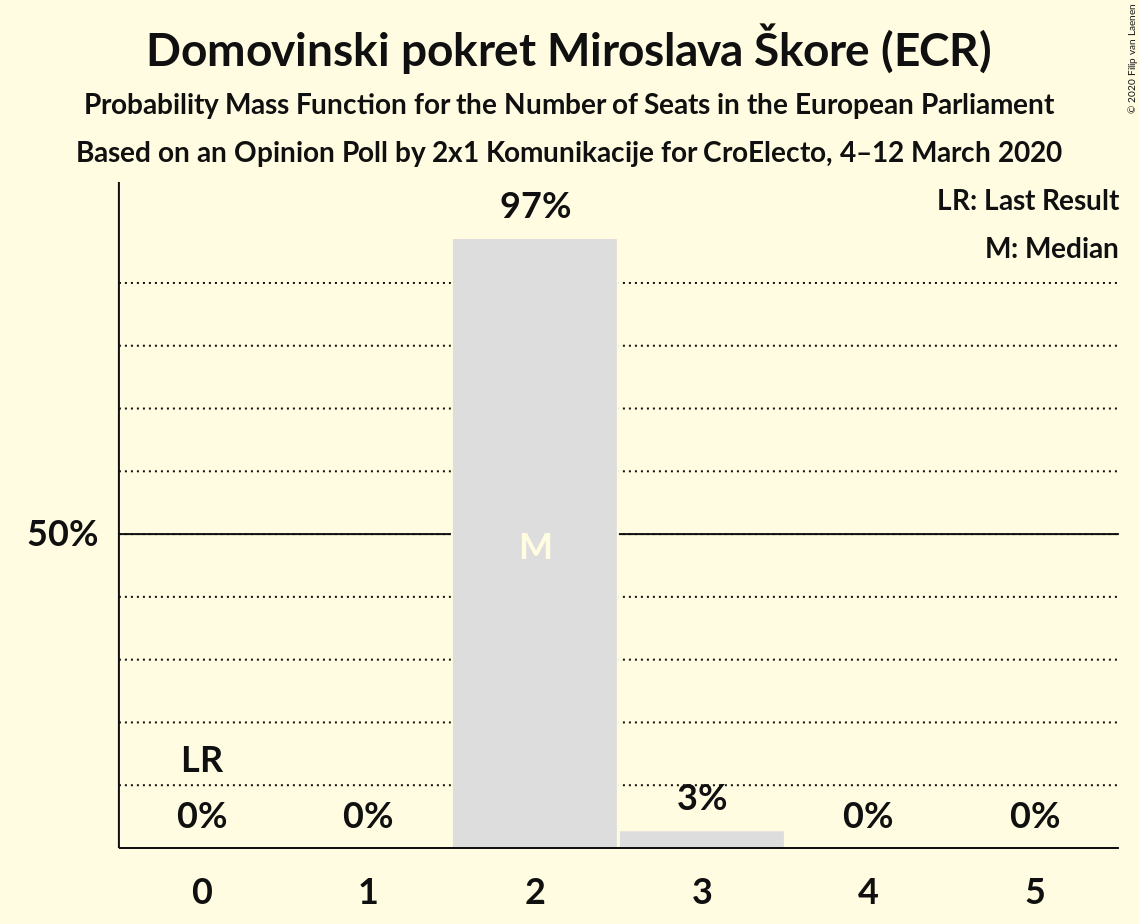 Domovinski pokret Miroslava Škore (ECR)
Probability Mass Function for the Number of Seats in the European Parliament
Based on an Opinion Poll by 2x1 Komunikacije for CroElecto, 4–12 March 2020
© 2020 Filip van Laenen
LR: Last Result
M: Median
97%
50%
M
LR
0%
0%
3%
0%
0%
0
1
2
3
4
5